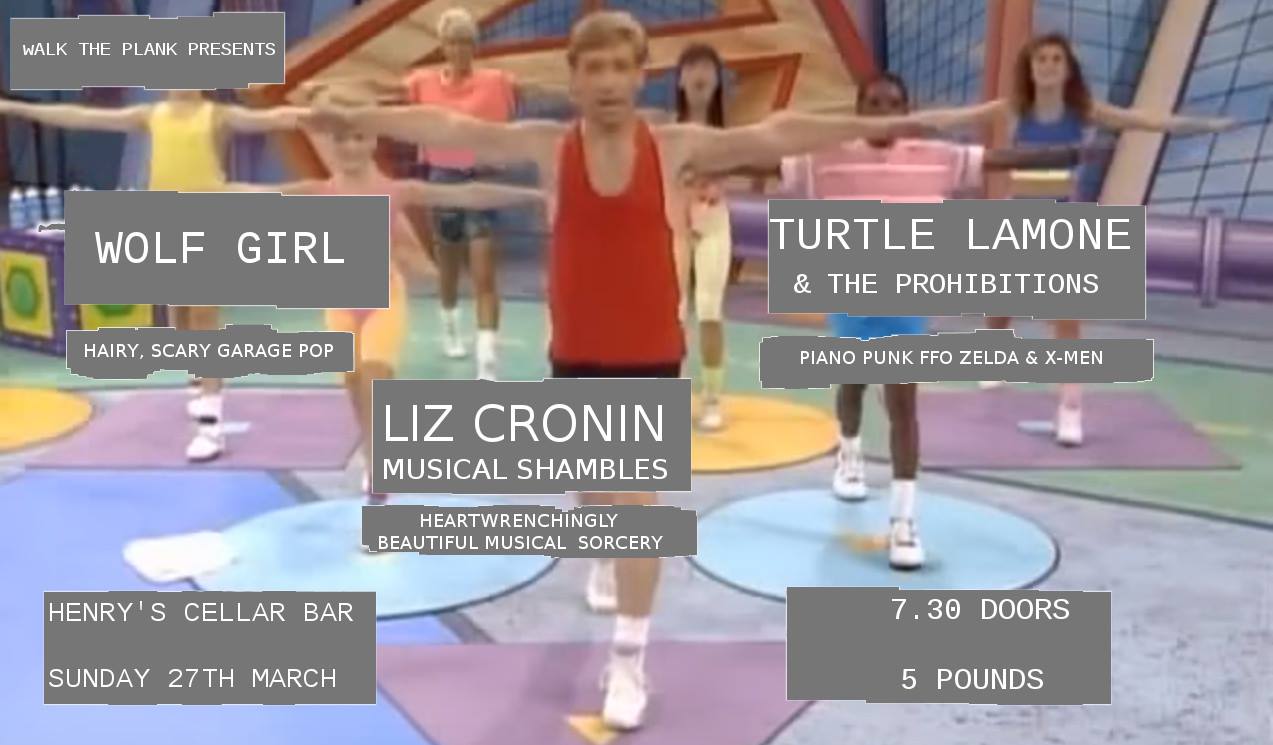 wALK THE PLANK PRESENTS
WOLF GIRL
HAIRY, SCARY GARAGE POP
TURTLE LAMONE
& THE PROHIBITIONS
PIANO PUNK FFO ZELDA & X-MEN
LIZ CRONIN
MUSICAL SHAMBLES
HEARTWRENCHINGLY
BEAUTIFUL MUSICAL SORCERY
HENRY'S CELLAR BAR
SUNDAY 27TH MARCH
7.30 DOORS
5 POUNDS